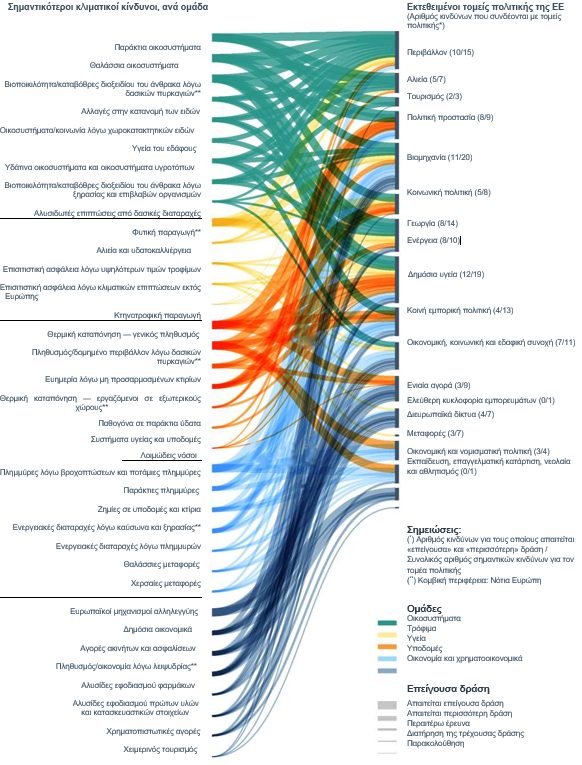 Σημαντικότεροι κλιματικοί κίνδυνοι, ανά ομάδα
Παράκτια οικοσυστήματα
Θαλάσσια οικοσυστήματα
Βιοποικιλότητα/καταβόθρες διοξειδίου του άνθρακα λόγω
δασικών πυρκαγιών**
Αλλαγές στην κατανομή των ειδών
Οικοσυστήματα/κοινωνία λόγω χωροκατακτητικών ειδών
Υγεία του εδάφους
Υδάτινα οικοσυστήματα και οικοσυστήματα υγροτόπων
Βιοποικιλότητα/καταβόθρες διοξειδίου του άνθρακα λόγω
ξηρασίας και επιβλαβών οργανισμών
Αλυσιδωτές επιπτώσεις από δασικές διαταραχές
Φυτική παραγωγή**
Αλιεία και υδατοκαλλιέργεια
Επισιτιστική ασφάλεια λόγω υψηλότερων τιμών τροφίμων
Επισιτιστική ασφάλεια λόγω κλιματικών επιπτώσεων εκτός
Ευρώπης
Κτηνοτροφική παραγωγή
Θερμική καταπόνηση — γενικός πληθυσμός
Πληθυσμός/δομημένο περιβάλλον λόγω δασικών
πυρκαγιών**
Ευημερία λόγω μη προσαρμοσμένων κτηρίων
Θερμική καταπόνηση — εργαζόμενοι σε εξωτερικούς
χώρους**
Παθογόνα σε παράκτια ύδατα
Συστήματα υγείας και υποδομές
Λοιμώδεις νόσοι
Πλημμύρες λόγω βροχοπτώσεων και ποτάμιες πλημμύρες
Παράκτιες πλημμύρες
Ζημίες σε υποδομές και κτίρια
Ενεργειακές διαταραχές λόγω καύσωνα και ξηρασίας**
Ενεργειακές διαταραχές λόγω πλημμυρών
Θαλάσσιες μεταφορές
Χερσαίες μεταφορές
Ευρωπαϊκοί μηχανισμοί αλληλεγγύης
Δημόσια οικονομικά
Αγορές ακινήτων και ασφαλίσεων
Πληθυσμός/οικονομία λόγω λειψυδρίας**
Αλυσίδες εφοδιασμού φαρμάκων
Αλυσίδες εφοδιασμού πρώτων υλών
και κατασκευαστικών στοιχείων
Χρηματοπιστωτικές αγορές
Χειμερινός τουρισμός
Εκτεθειμένοι τομείς πολιτικής της ΕΕ
(Αριθμός κινδύνων που συνδέονται με τομείς
πολιτικής*)
Περιβάλλον (10/15)
Αλιεία (5/7)
Τουρισμός (2/3)
Πολιτική προστασία (8/9)
Βιομηχανία (11/20)
Κοινωνική πολιτική (5/8)
Γεωργία (8/14)
Ενέργεια (8/10)
Δημόσια υγεία (12/19)
Κοινή εμπορική πολιτική (4/13)
Οικονομική, κοινωνική και εδαφική συνοχή (7/11)
Ενιαία αγορά (3/9)
Ελεύθερη κυκλοφορία εμπορευμάτων (0/1)
Διευρωπαϊκά δίκτυα (4/7)
Μεταφορές (3/7)
Οικονομική και νομισματική πολιτική (3/4)
Εκπαίδευση, επαγγελματική κατάρτιση, νεολαία
και αθλητισμός (0/1)
Σημειώσεις:
(*) Αριθμός κινδύνων για τους οποίους απαιτείται
«επείγουσα» και «περισσότερη» δράση /
Συνολικός αριθμός σημαντικών κινδύνων για τον
τομέα πολιτικής
(**) Κομβική περιφέρεια: Νότια Ευρώπη
Ομάδες
Οικοσυστήματα
Τρόφιμα
Υγεία
Υποδομές
Οικονομία και χρηματοοικονομικά
Επείγουσα δράση
Απαιτείται επείγουσα δράση
Απαιτείται περισσότερη δράση
Περαιτέρω έρευνα
Διατήρηση της τρέχουσας δράσης
Παρακολούθηση